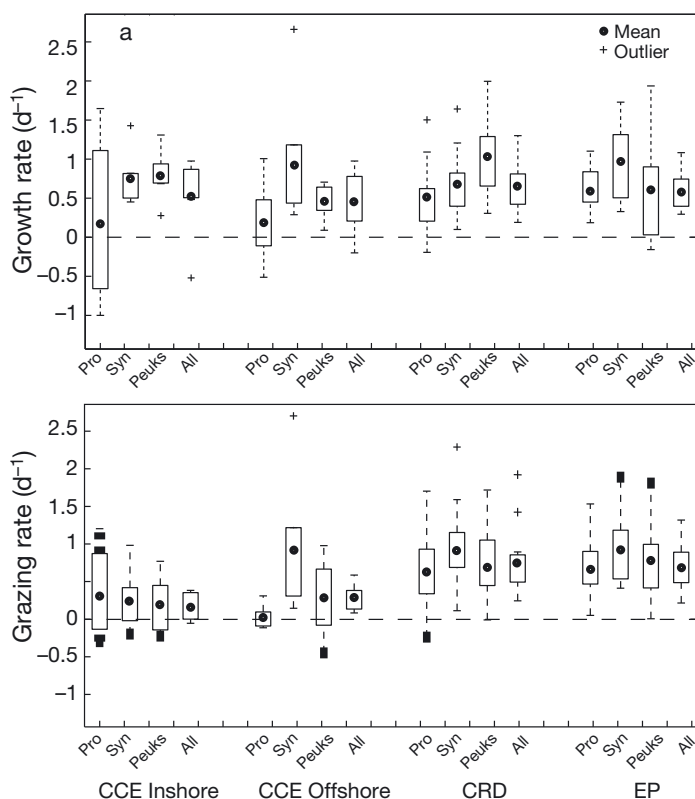 a
Mean
Outlier
Growth rate (d–1)
2.5
2
1.5
1
0.5
0
–0.5
–1
Pro Syn Peuks All Pro Syn Peuks All Pro Syn Peuks All Pro Syn Peuks All
Grazing rate (d–1)
2.5
2
1.5
1
0.5
0
–0.5
–1
Pro Syn Peuks All Pro Syn Peuks All Pro Syn Peuks All Pro Syn Peuks All
CCE Inshore CCE Offshore CRD EP